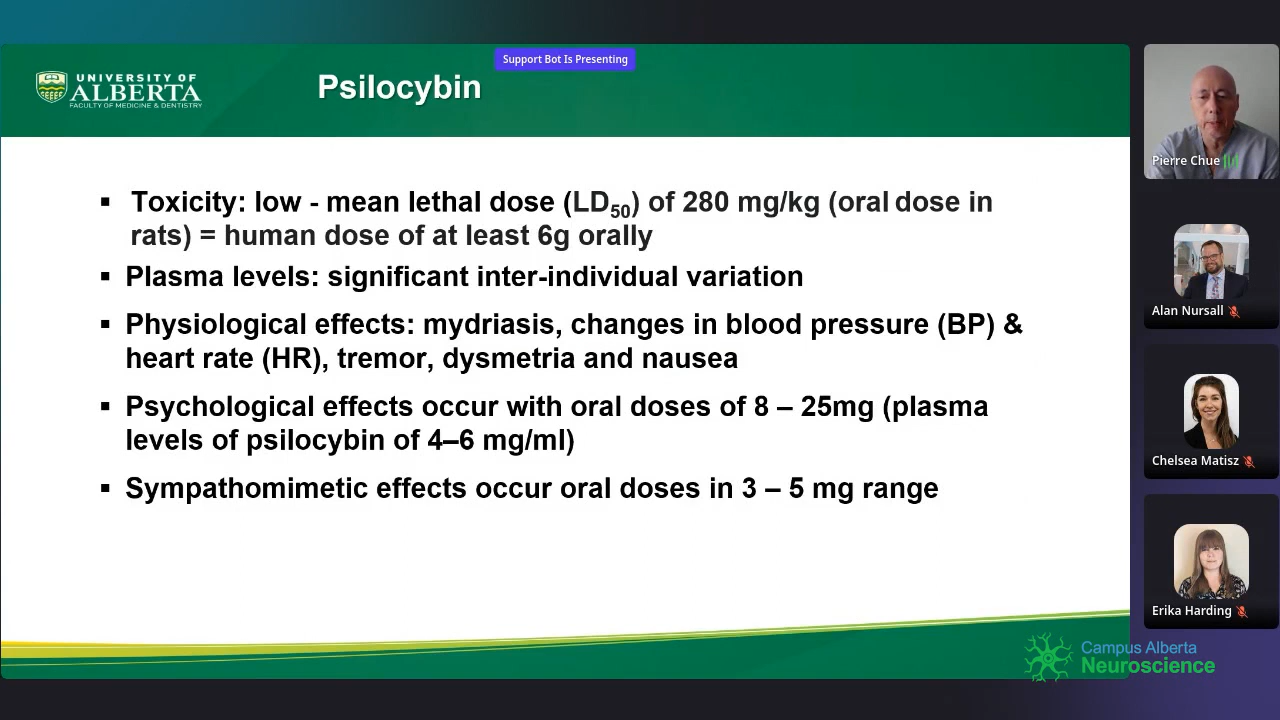 Support Bot Is Presenting
UNIVERSITY OF
ALBERTA
FACULTY OF MEDICINE & DENTISTRY
Psilocybin
▪ Toxicity: low - mean lethal dose (LD50) of 280 mg/kg (oral dose in
rats) = human dose of at least 6g orally
▪ Plasma levels: significant inter-individual variation
▪ Physiological effects: mydriasis, changes in blood pressure (BP) &
heart rate (HR), tremor, dysmetria and nausea
▪ Psychological effects occur with oral doses of 8 – 25mg (plasma
levels of psilocybin of 4–6 mg/ml)
▪ Sympathomimetic effects occur oral doses in 3 – 5 mg range
Pierre Chue
Alan Nursall
Chelsea Matisz
Erika Harding
Campus Alberta
Neuroscience